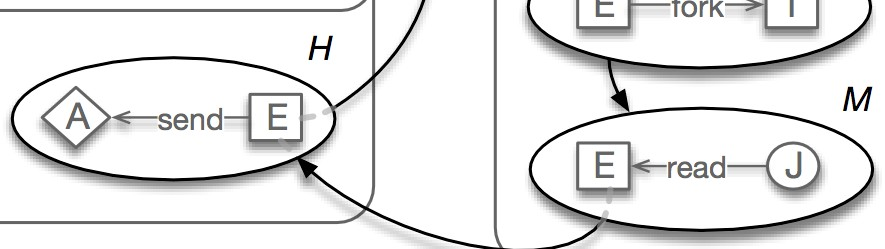 E fork
H
A send E
M
E read J